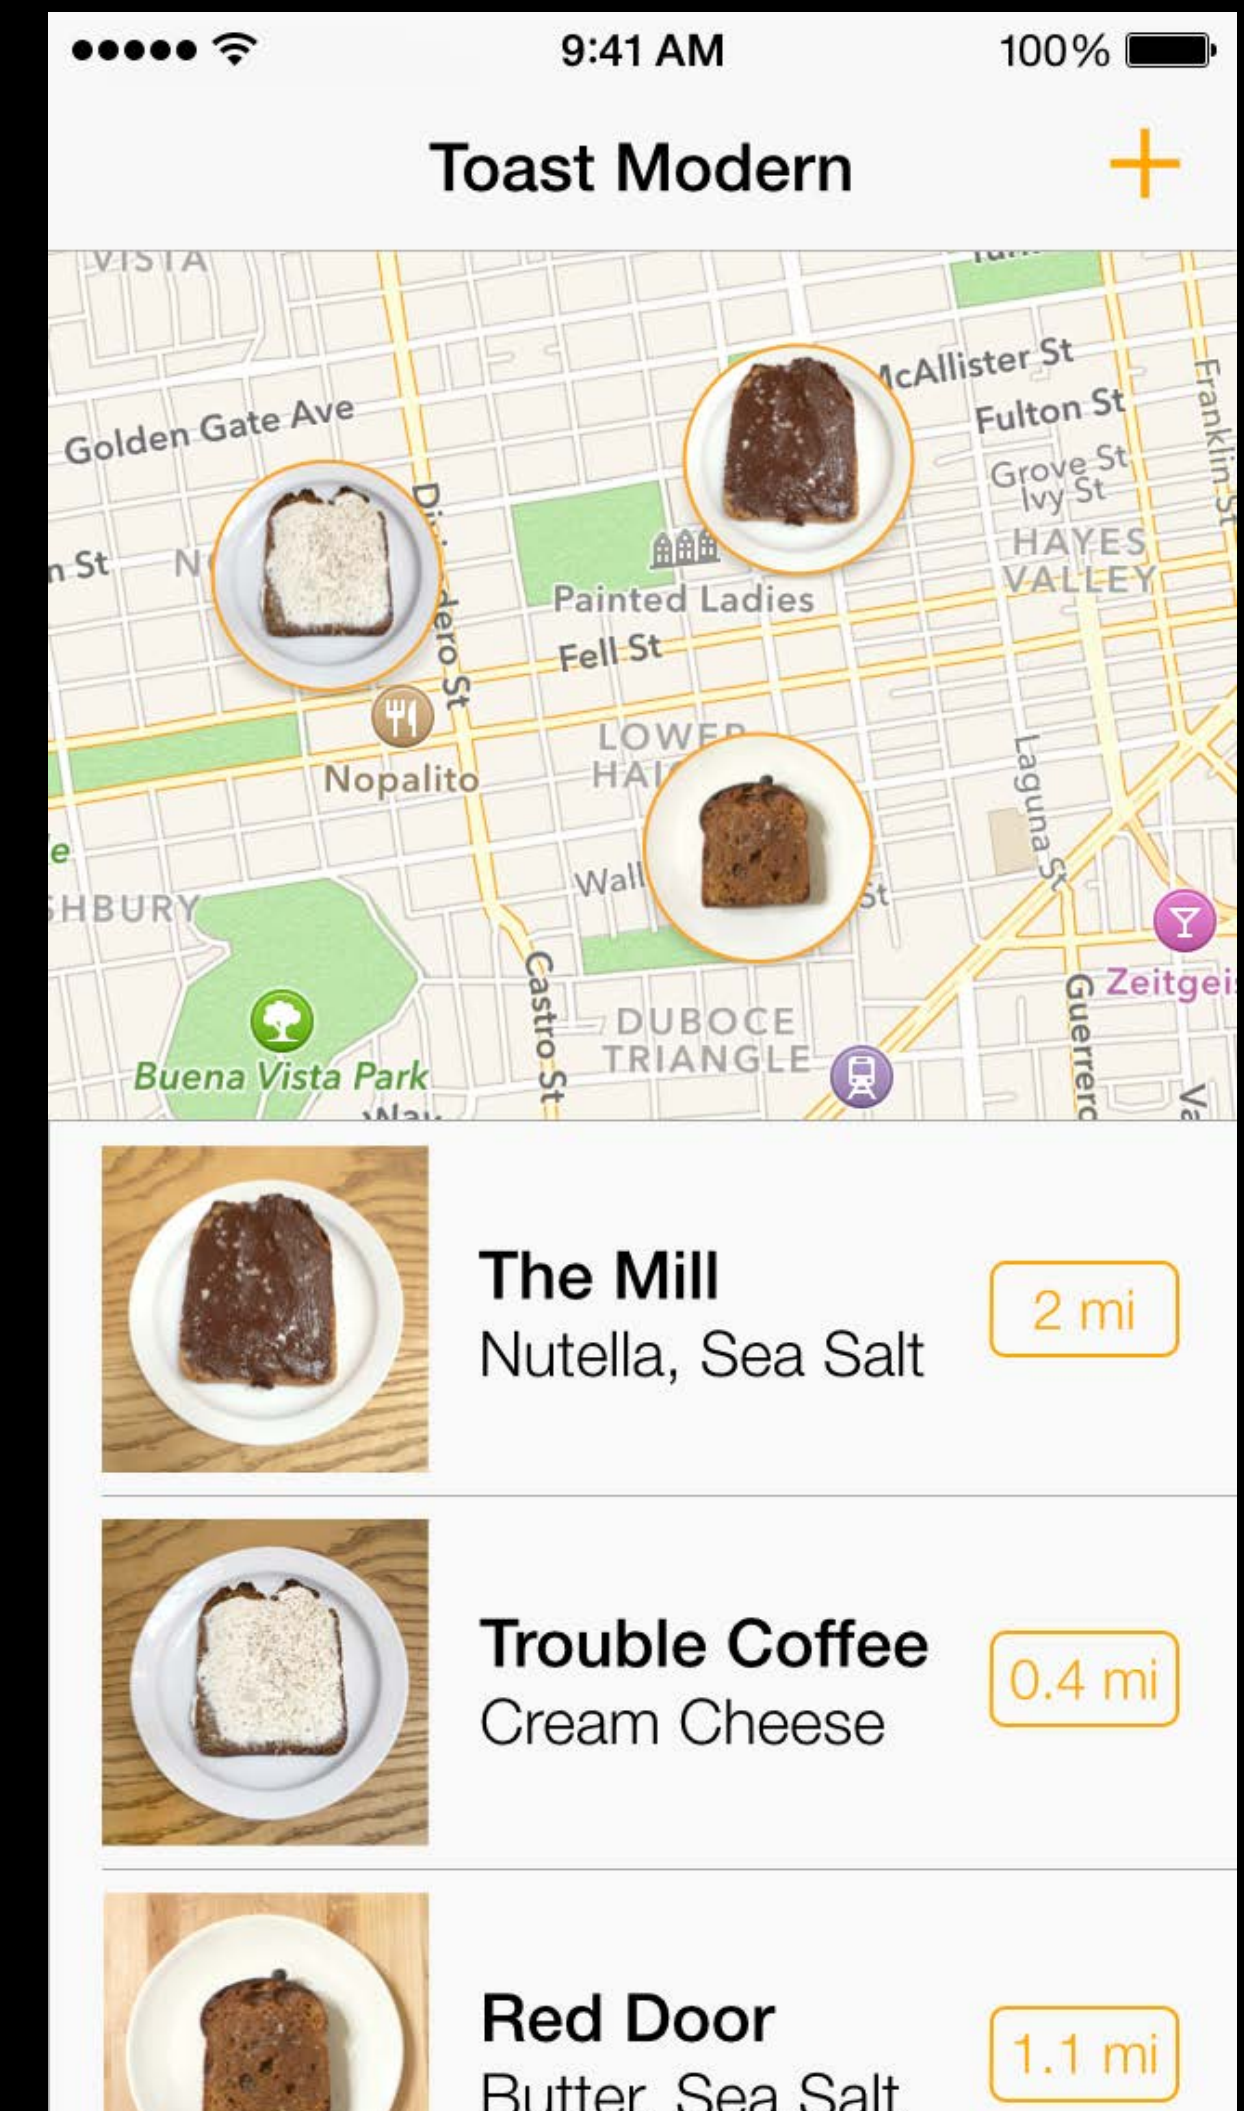 9:41 AM
100%
Toast Modern
VISTA
McAllister St
Golden Gate Ave
Fulton St
Franklin St
Grove St
Ivy St
HAYES
VALLEY
St
Painted Ladies
Fell St
LOWER
Nopalito
Laguna St
SHBURY
St
Castro St
Zeitgei
Guerrero
DUBOCE
TRIANGLE
Buena Vista Park
The Mill
Nutella, Sea Salt
2 mi
Trouble Coffee
Cream Cheese
0.4 mi
Red Door
Butter, Sea Salt
1.1 mi